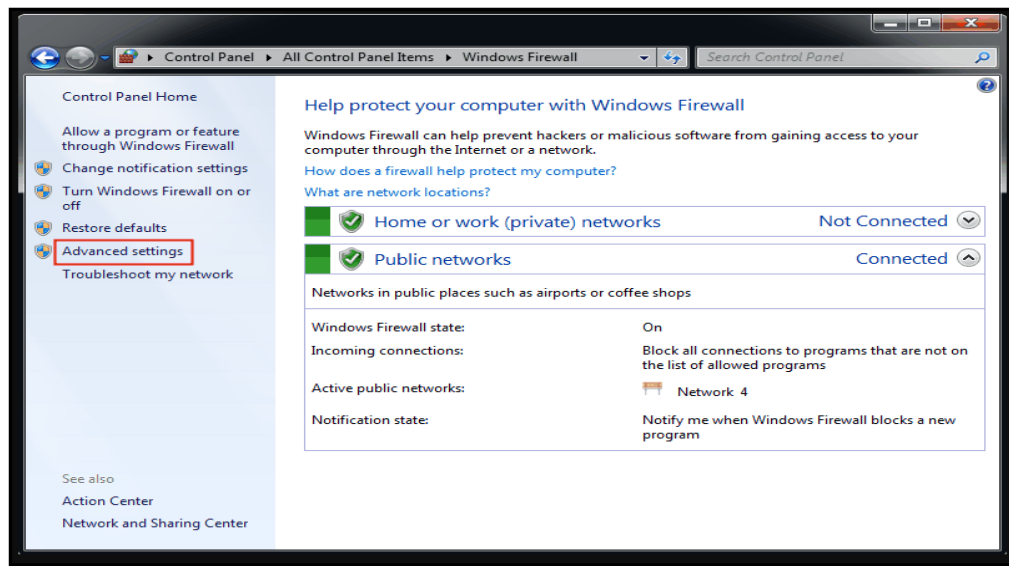 Control Panel ▸ All Control Panel Items ▸ Windows Firewall
Search Control Panel
Control Panel Home
Allow a program or feature
through Windows Firewall
Change notification settings
Turn Windows Firewall on or
off
Restore defaults
Advanced settings
Troubleshoot my network
See also
Action Center
Network and Sharing Center
Help protect your computer with Windows Firewall
Windows Firewall can help prevent hackers or malicious software from gaining access to your
computer through the Internet or a network.
How does a firewall help protect my computer?
What are network locations?
Home or work (private) networks Not Connected
Public networks Connected
Networks in public places such as airports or coffee shops
Windows Firewall state: On
Incoming connections: Block all connections to programs that are not on
the list of allowed programs
Active public networks: Network 4
Notification state: Notify me when Windows Firewall blocks a new
program